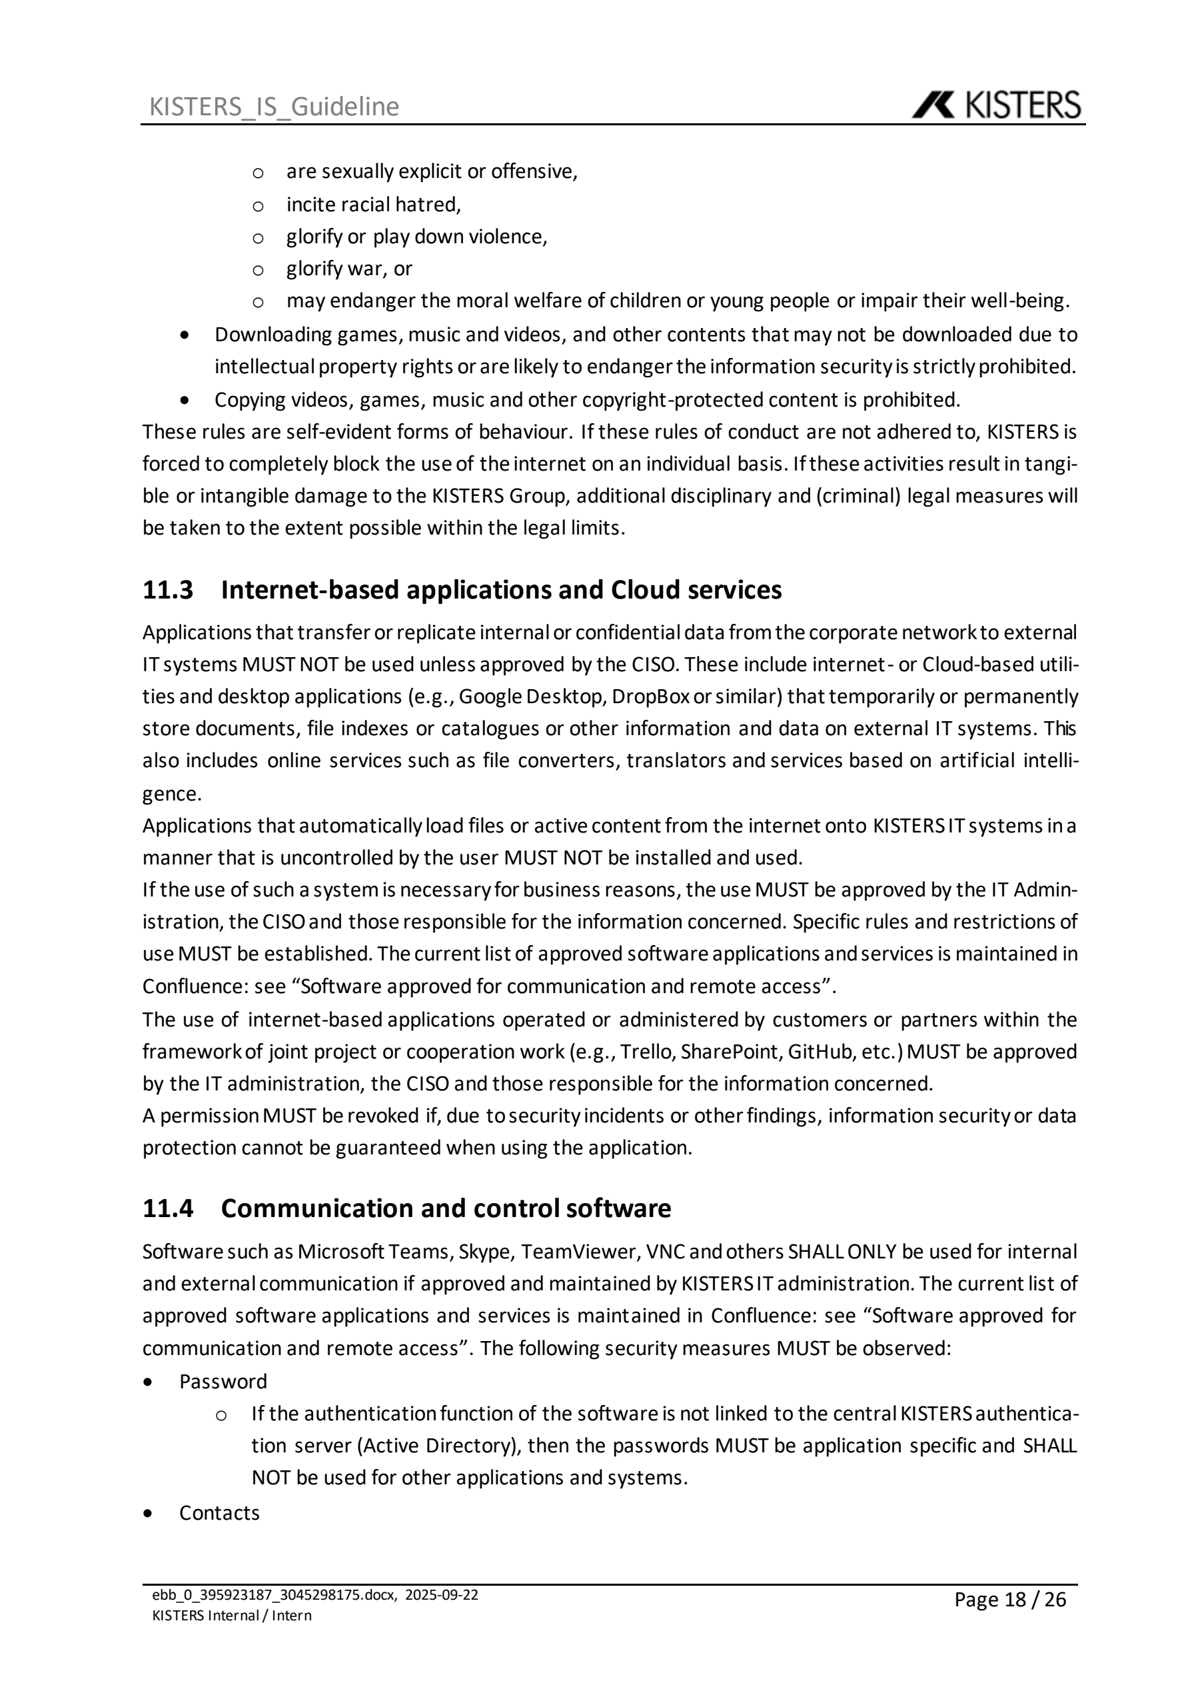 KISTERS_IS_Guideline
KISTERS
o are sexually explicit or offensive,
o incite racial hatred,
o glorify or play down violence,
o glorify war, or
o may endanger the moral welfare of children or young people or impair their well-being.
• Downloading games, music and videos, and other contents that may not be downloaded due to
intellectual property rights or are likely to endanger the information security is strictly prohibited.
• Copying videos, games, music and other copyright-protected content is prohibited.
These rules are self-evident forms of behaviour. If these rules of conduct are not adhered to, KISTERS is
forced to completely block the use of the internet on an individual basis. If these activities result in tangi-
ble or intangible damage to the KISTERS Group, additional disciplinary and (criminal) legal measures will
be taken to the extent possible within the legal limits.
11.3 Internet-based applications and Cloud services
Applications that transfer or replicate internal or confidential data from the corporate network to external
IT systems MUST NOT be used unless approved by the CISO. These include internet- or Cloud-based utili-
ties and desktop applications (e.g., Google Desktop, DropBox or similar) that temporarily or permanently
store documents, file indexes or catalogues or other information and data on external IT systems. This
also includes online services such as file converters, translators and services based on artificial intelli-
gence.
Applications that automatically load files or active content from the internet onto KISTERS IT systems in a
manner that is uncontrolled by the user MUST NOT be installed and used.
If the use of such a system is necessary for business reasons, the use MUST be approved by the IT Admin-
istration, the CISO and those responsible for the information concerned. Specific rules and restrictions of
use MUST be established. The current list of approved software applications and services is maintained in
Confluence: see “Software approved for communication and remote access”.
The use of internet-based applications operated or administered by customers or partners within the
framework of joint project or cooperation work (e.g., Trello, SharePoint, GitHub, etc.) MUST be approved
by the IT administration, the CISO and those responsible for the information concerned.
A permission MUST be revoked if, due to security incidents or other findings, information security or data
protection cannot be guaranteed when using the application.
11.4 Communication and control software
Software such as Microsoft Teams, Skype, TeamViewer, VNC and others SHALL ONLY be used for internal
and external communication if approved and maintained by KISTERS IT administration. The current list of
approved software applications and services is maintained in Confluence: see “Software approved for
communication and remote access”. The following security measures MUST be observed:
• Password
o If the authentication function of the software is not linked to the central KISTERS authentica-
tion server (Active Directory), then the passwords MUST be application specific and SHALL
NOT be used for other applications and systems.
• Contacts
ebb_0_395923187_3045298175.docx, 2025-09-22
KISTERS Internal / Intern
Page 18 / 26